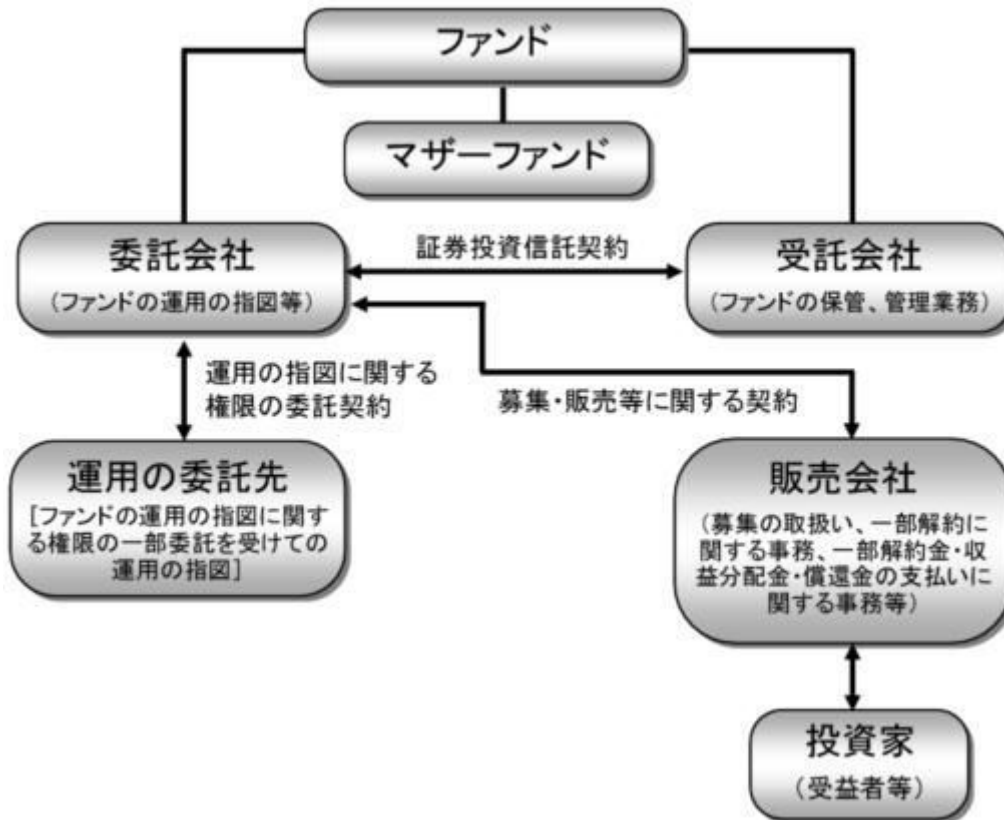 ファンド
マザーファンド
委託会社
（ファンドの運用の指図等）
証券投資信託契約
受託会社
（ファンドの保管、管理業務）
運用の指図に関する
権限の委託契約
募集・販売等に関する契約
運用の委託先
［ファンドの運用の指図に関す
る権限の一部委託を受けての
運用の指図］
販売会社
（募集の取扱い、一部解約に
関する事務、一部解約金・収
益分配金・償還金の支払いに
関する事務等）
投資家
（受益者等）